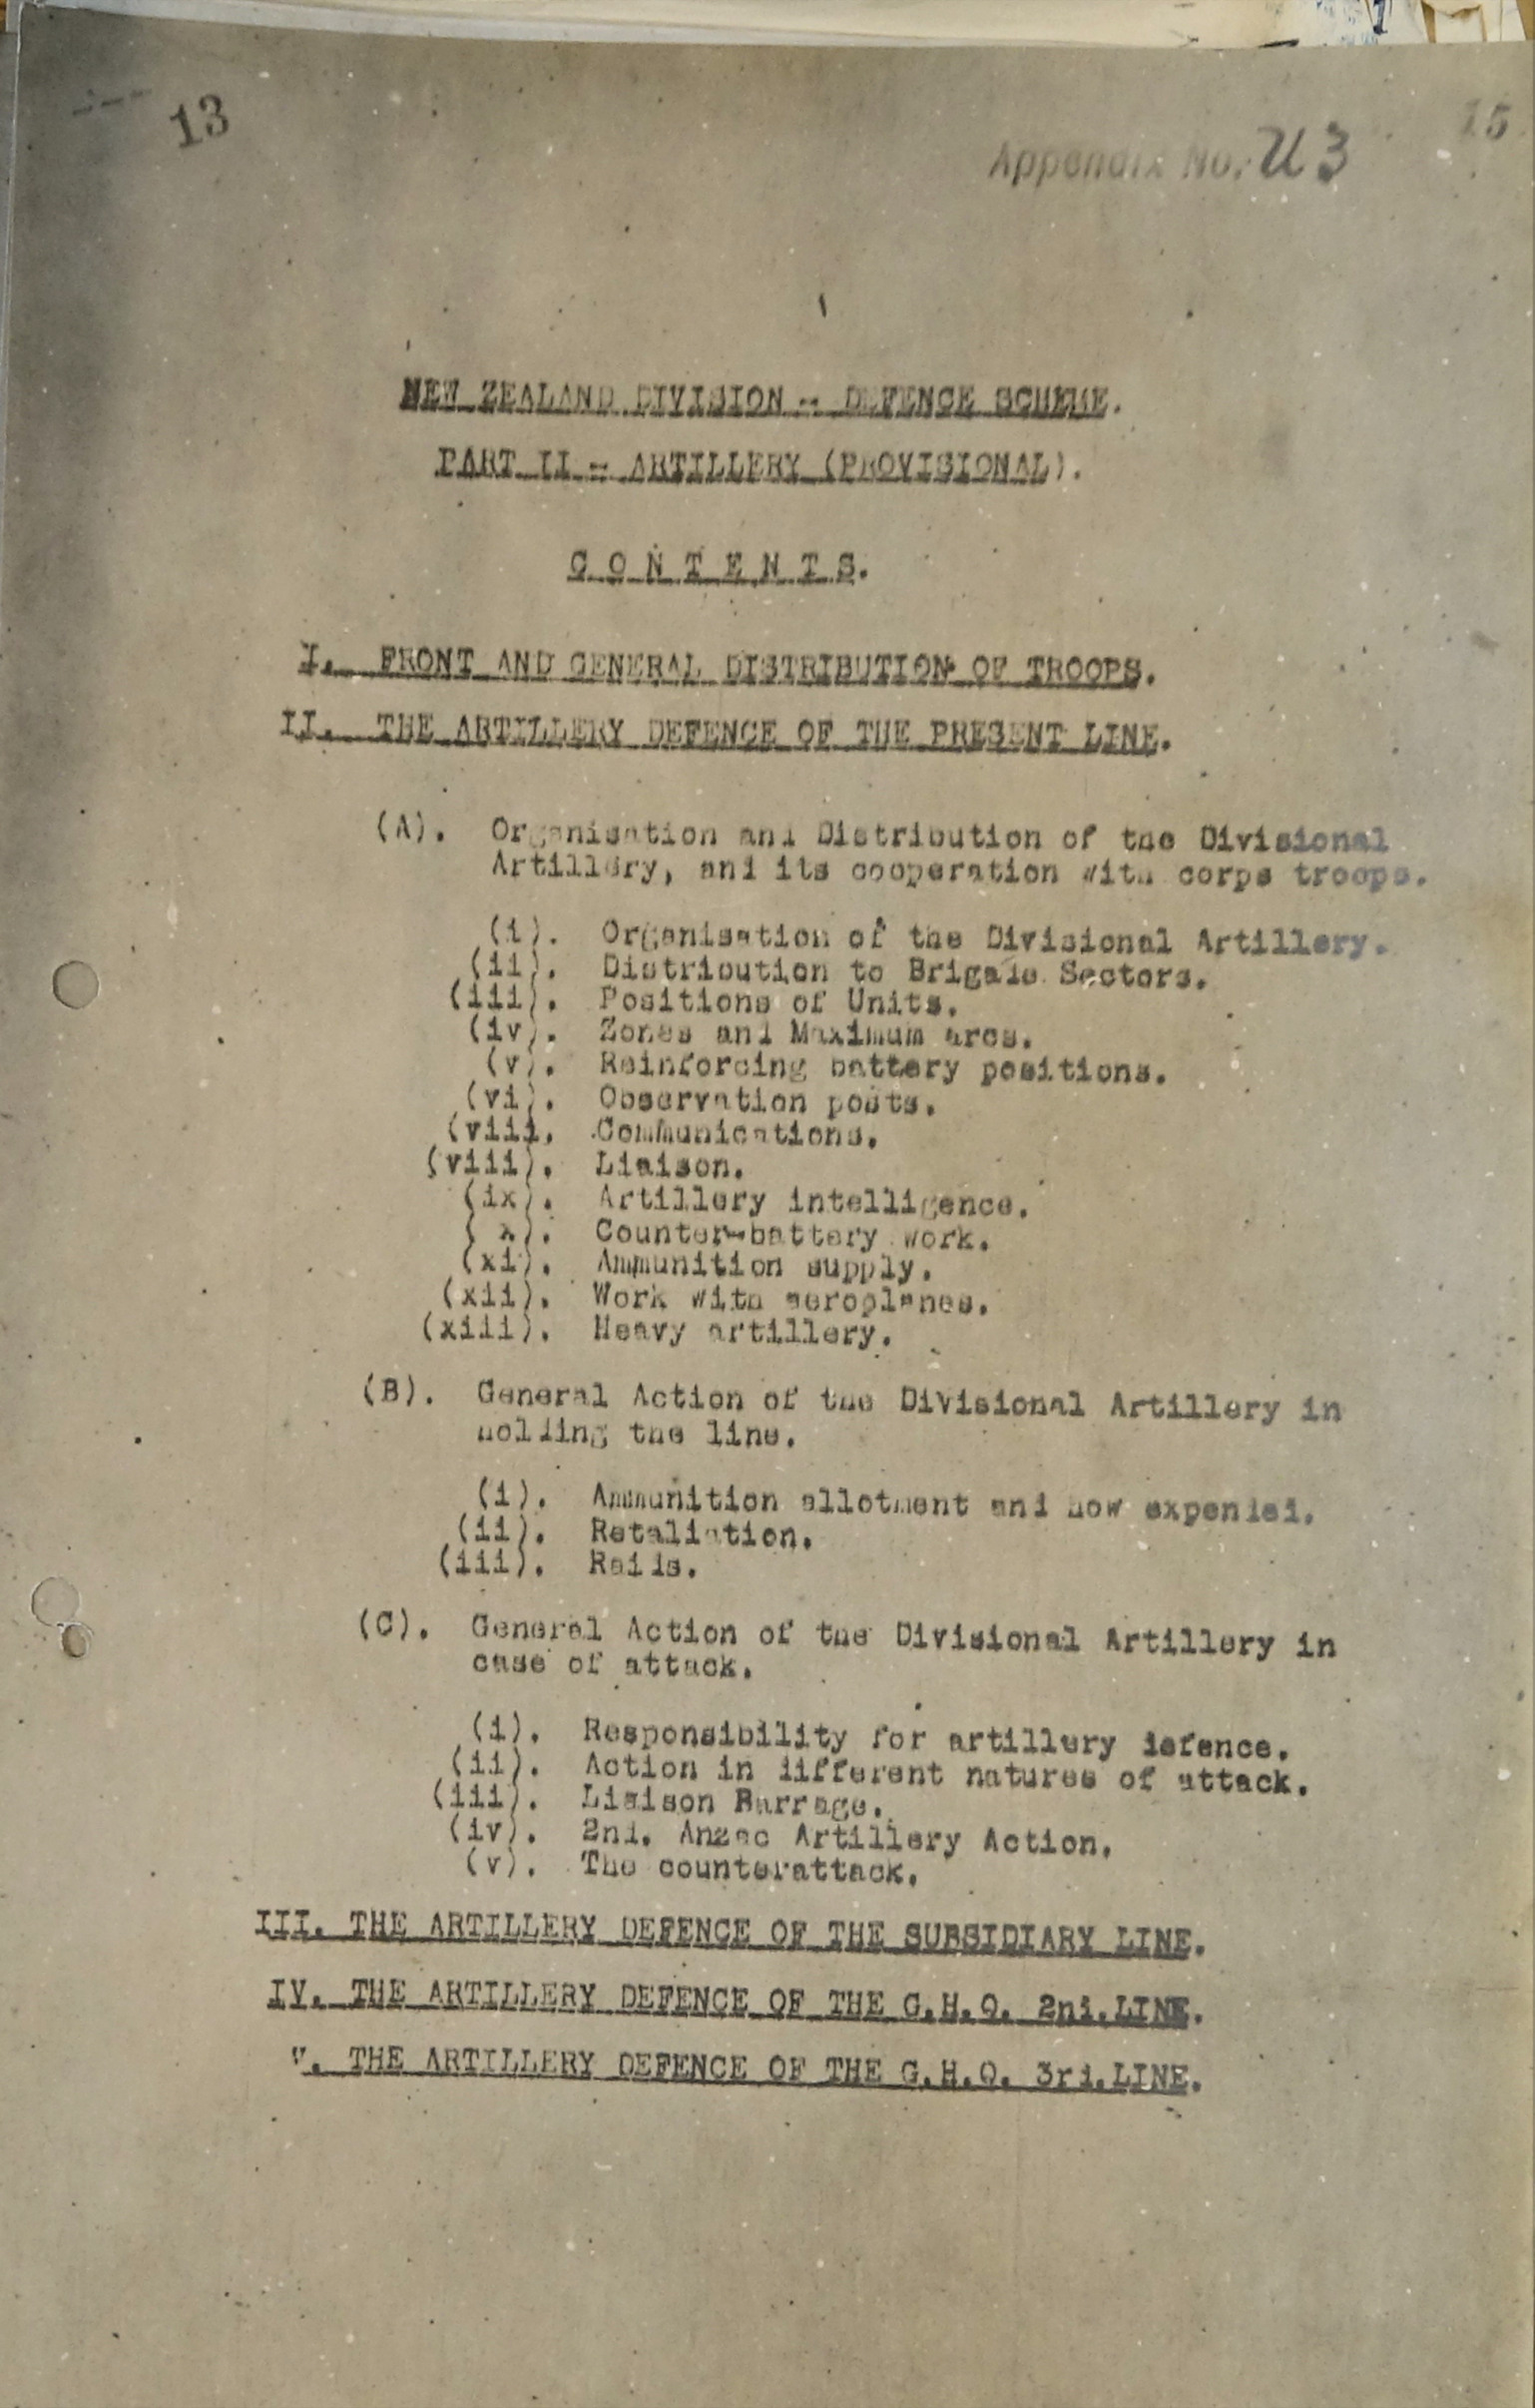 13
15
Appendix No. U3
NEW ZEALAND DIVISION - DEFENCE SCHEME.
PART II - ARTILLERY (PROVISIONAL).
CONTENTS.
I. FRONT AND GENERAL DISTRIBUTION OF TROOPS.
II. THE ARTILLERY DEFENCE OF THE PRESENT LINE.
(A). Organisation and Distribution of the Divisional
Artillery, and its cooperation with corps troops.
(i). Organisation of the Divisional Artillery.
(ii). Distribution to Brigade Sectors.
(iii). Positions of Units.
(iv). Zones and Maximum arcs.
(v). Reinforcing battery positions.
(vi). Observation posts.
(viii. Communications.
(viii). Liaison.
(ix). Artillery intelligence.
( x). Counter-battery work.
(xi). Ammunition supply.
(xii). Work with aeroplanes.
(xiii). Heavy artillery.
(B). General Action of the Divisional Artillery in
holding the line.
(i). Ammunition allotment and how expended.
(ii). Retaliation.
(iii). Raids.
(C). General Action of the Divisional Artillery in
case of attack.
(i). Responsibility for artillery defence.
(ii). Action in different natures of attack.
(iii). Liaison Barrage.
(iv). 2nd. Anzac Artillery Action.
(v). The counterattack.
III. THE ARTILLERY DEFENCE OF THE SUBSIDIARY LINE.
IV. THE ARTILLERY DEFENCE OF THE G.H.Q. 2nd.LINE.
V. THE ARTILLERY DEFENCE OF THE G.H.Q. 3rd.LINE.